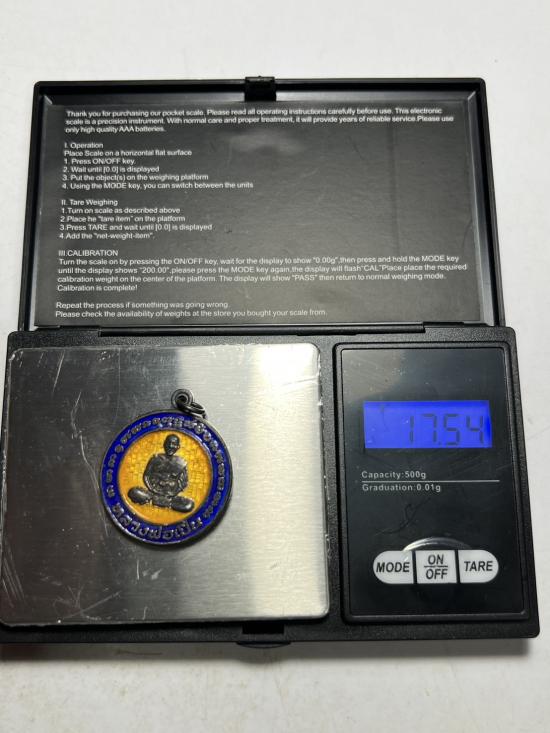 Thank you for purchasing our pocket scale. Please read all operating instructions carefully before use. This electronic
scale is a precision instrument. With normal care and proper treatment, it will provide years of reliable service.Please use
only high quality AAA batteries.
I. Operation
Place Scale on a horizontal flat surface
1. Press ON/OFF key.
2. Wait until [0.0] is displayed
3. Put the object(s) on the weighing platform
4. Using the MODE key, you can switch between the units
II. Tare Weighing
1.Turn on scale as described above
2.Place he "tare item" on the platform
3.Press TARE and wait until [0.0] is displayed
4.Add the "net-weight-item".
III.CALIBRATION
Turn the scale on by pressing the ON/OFF key, wait for the display to show "0.00g",then press and hold the MODE key
until the display shows "200.00",please press the MODE key again,the display will flash"CAL"Place place the required
calibration weight on the center of the platform. The display will show "PASS" then return to normal weighing mode.
Calibration is complete!
Repeat the process if something was going wrong.
Please check the availability of weights at the store you bought your scale from.
17.54
Capacity:500g
Graduation:0.01g
MODE ON/OFF TARE
หลวงพ่อเปิ่น